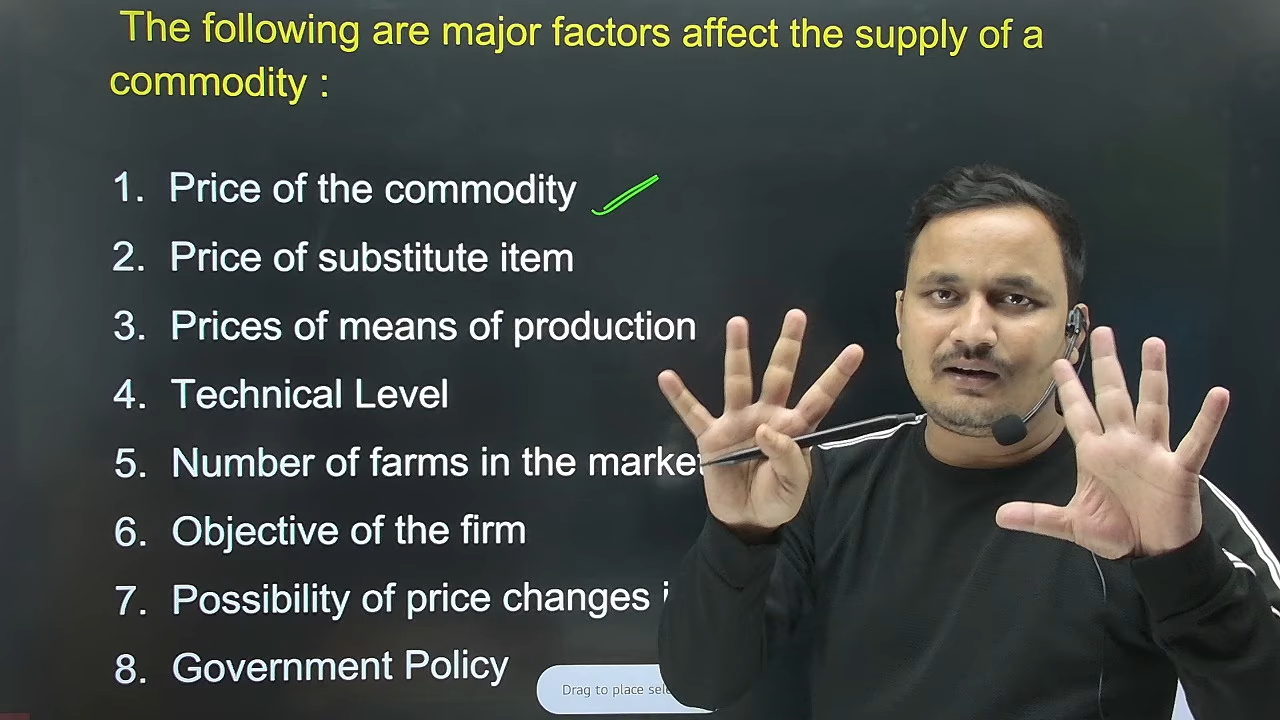 The following are major factors affect the supply of a
commodity :
1. Price of the commodity
2. Price of substitute item
3. Prices of means of production
4. Technical Level
5. Number of farms in the market
6. Objective of the firm
7. Possibility of price changes
8. Government Policy
Drag to place